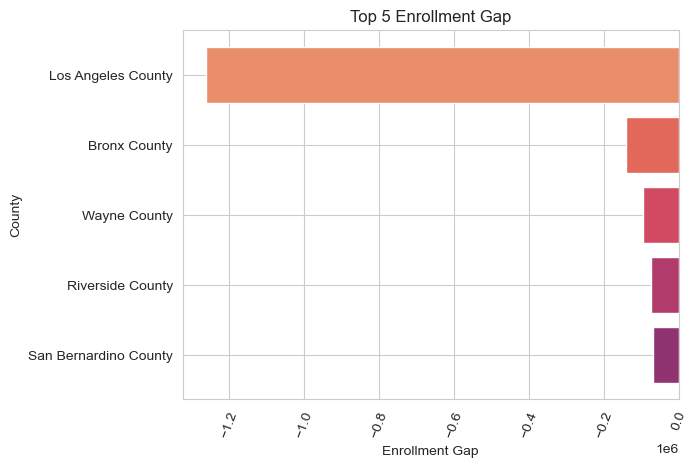 Top 5 Enrollment Gap
County
Los Angeles County
Bronx County
Wayne County
Riverside County
San Bernardino County
−1.2
−1.0
−0.8
−0.6
−0.4
−0.2
0.0
1e6
Enrollment Gap